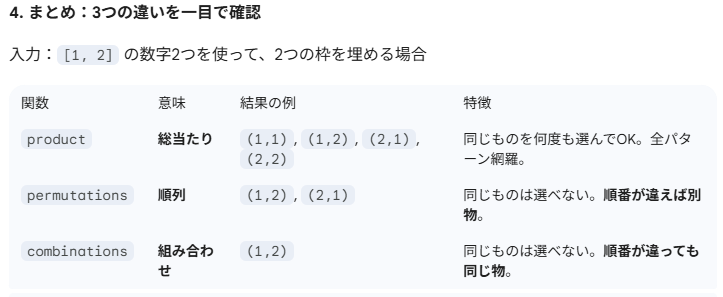 4. まとめ：3つの違いを一目で確認
入力： [1, 2] の数字2つを使って、2つの枠を埋める場合
関数 意味 結果の例 特徴
product 総当たり (1,1) , (1,2) , (2,1) , 同じものを何度も選んでOK。全パタ
(2,2) ーン網羅。
permutations 順列 (1,2) , (2,1) 同じものは選べない。順番が違えば別
物。
combinations 組み合わ (1,2) 同じものは選べない。順番が違っても
せ 同じ物。